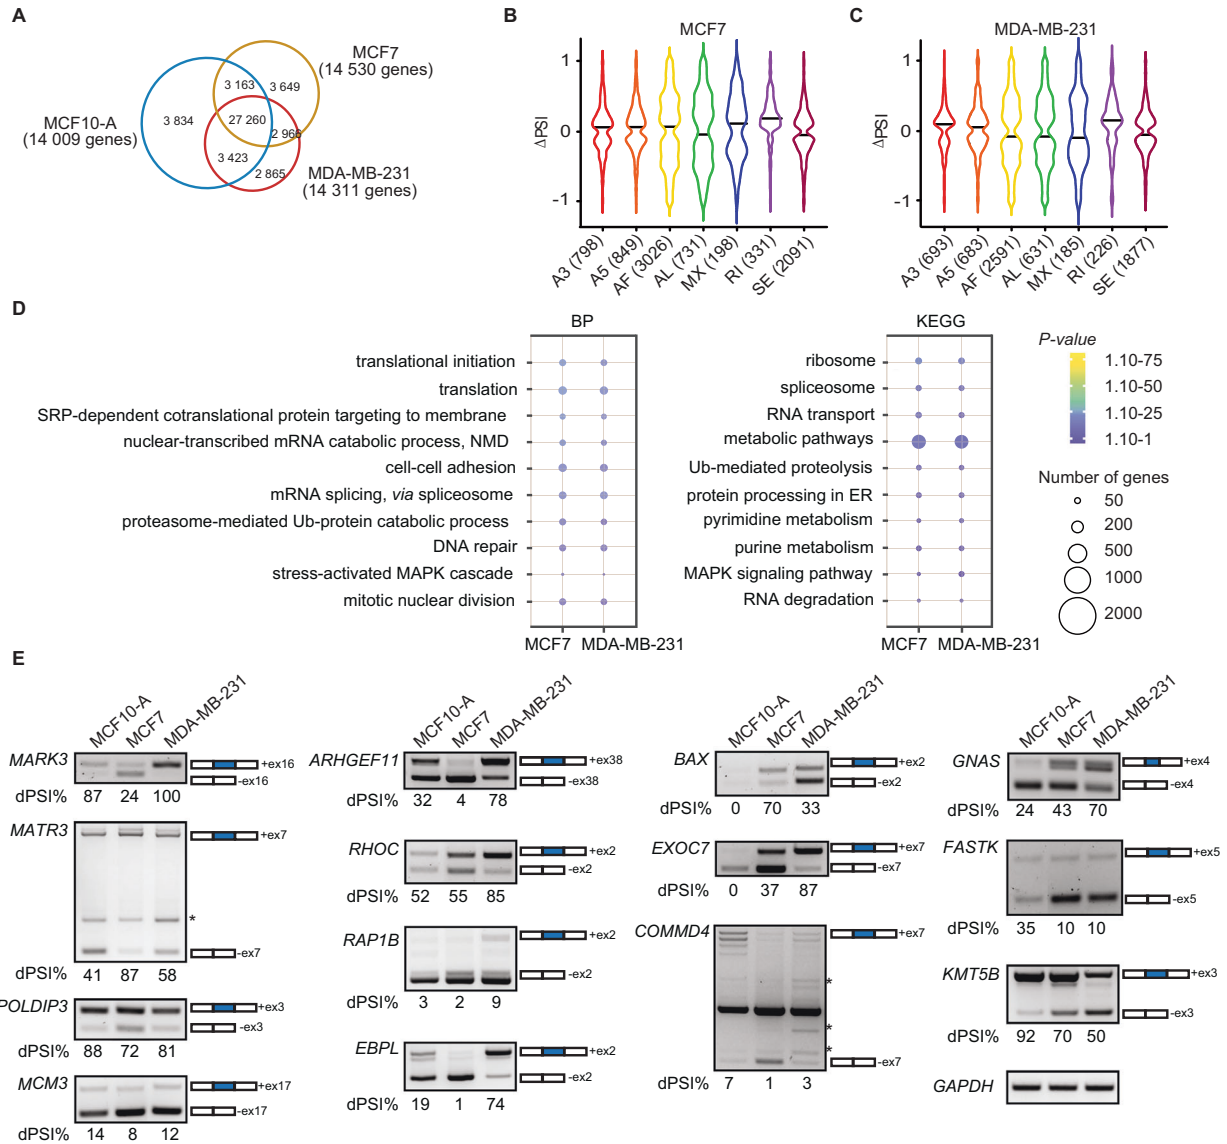 A
MCF7
(14 530 genes)
MCF10-A
(14 009 genes)
MDA-MB-231
(14 311 genes)
3 163
3 649
3 834
27 260
2 966
3 423
2 865
B
MCF7
ΔPSI
1
0
-1
A3 (798)
A5 (849)
AF (3026)
AL (731)
MX (198)
RI (331)
SE (2091)
C
MDA-MB-231
ΔPSI
1
0
-1
A3 (693)
A5 (683)
AF (2591)
AL (631)
MX (185)
RI (226)
SE (1877)
D
BP
translational initiation
translation
SRP-dependent cotranslational protein targeting to membrane
nuclear-transcribed mRNA catabolic process, NMD
cell-cell adhesion
mRNA splicing, via spliceosome
proteasome-mediated Ub-protein catabolic process
DNA repair
stress-activated MAPK cascade
mitotic nuclear division
MCF7 MDA-MB-231
KEGG
ribosome
spliceosome
RNA transport
metabolic pathways
Ub-mediated proteolysis
protein processing in ER
pyrimidine metabolism
purine metabolism
MAPK signaling pathway
RNA degradation
MCF7 MDA-MB-231
P-value
1.10-75
1.10-50
1.10-25
1.10-1
Number of genes
50
200
500
1000
2000
E
MCF10-A
MCF7
MDA-MB-231
MARK3
+ex16
-ex16
dPSI% 87 24 100
MATR3
+ex7
*
-ex7
dPSI% 41 87 58
POLDIP3
+ex3
-ex3
dPSI% 88 72 81
MCM3
+ex17
-ex17
dPSI% 14 8 12
MCF10-A
MCF7
MDA-MB-231
ARHGEF11
+ex38
-ex38
dPSI% 32 4 78
RHOC
+ex2
-ex2
dPSI% 52 55 85
RAP1B
+ex2
-ex2
dPSI% 3 2 9
EBPL
+ex2
-ex2
dPSI% 19 1 74
MCF10-A
MCF7
MDA-MB-231
BAX
+ex2
-ex2
dPSI% 0 70 33
EXOC7
+ex7
-ex7
dPSI% 0 37 87
COMMD4
+ex7
*
*
*
-ex7
dPSI% 7 1 3
MCF10-A
MCF7
MDA-MB-231
GNAS
+ex4
-ex4
dPSI% 24 43 70
FASTK
+ex5
-ex5
dPSI% 35 10 10
KMT5B
+ex3
-ex3
dPSI% 92 70 50
GAPDH